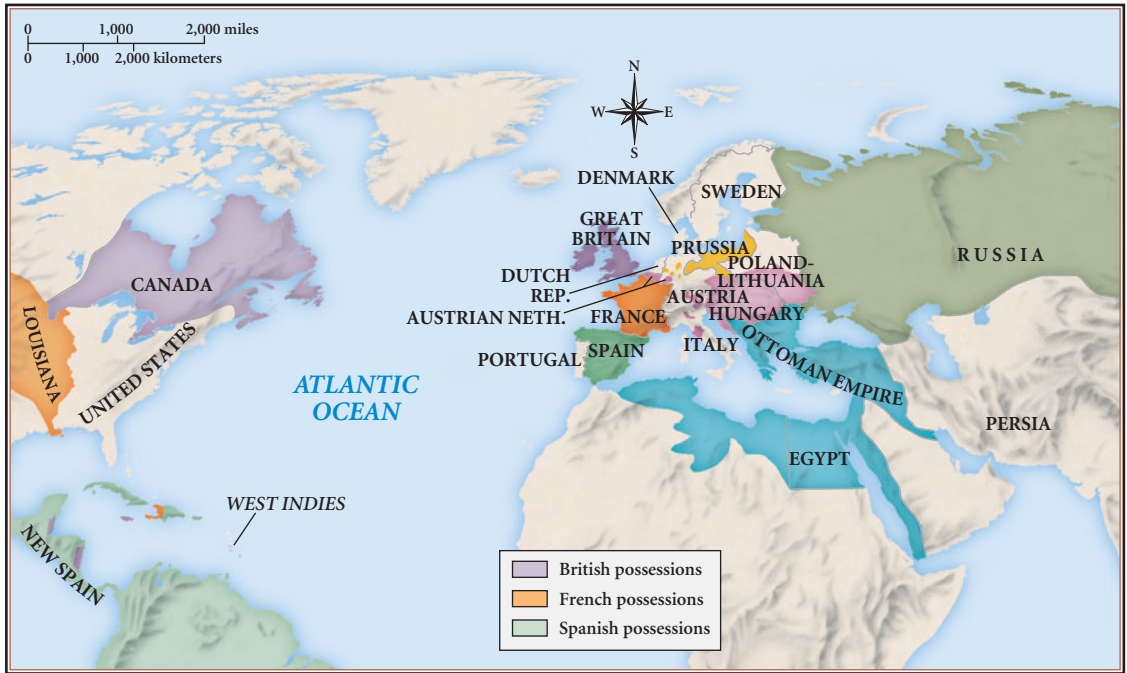 0 1,000 2,000 miles
0 1,000 2,000 kilometers
N
W E
S
DENMARK
SWEDEN
GREAT
BRITAIN
PRUSSIA
RUSSIA
CANADA
DUTCH
REP.
POLAND-
LITHUANIA
AUSTRIAN NETH.
AUSTRIA
HUNGARY
FRANCE
LOUISIANA
UNITED STATES
PORTUGAL
SPAIN
ITALY
OTTOMAN EMPIRE
ATLANTIC
OCEAN
PERSIA
EGYPT
WEST INDIES
NEW SPAIN
British possessions
French possessions
Spanish possessions